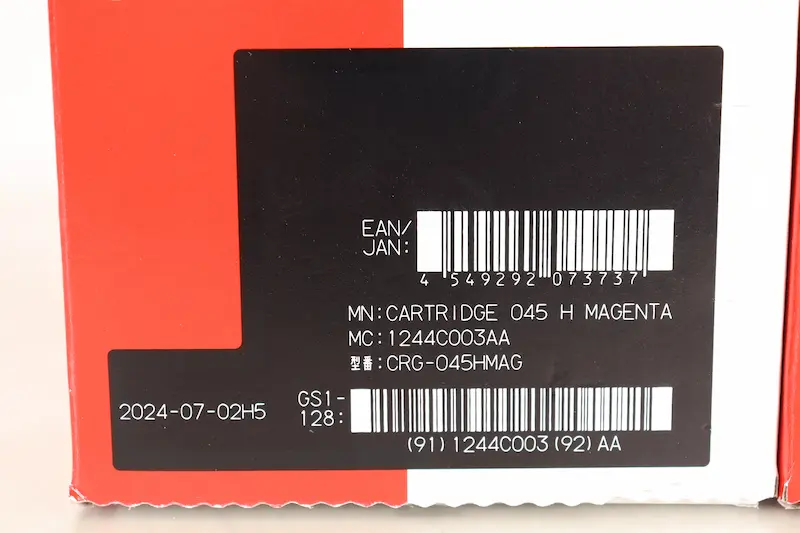 EAN/
JAN:
4 549292 073737
MN:CARTRIDGE 045 H MAGENTA
MC:1244C003AA
型番:CRG-045HMAG
2024-07-02H5
GS1-
128:
(91)1244C003(92)AA